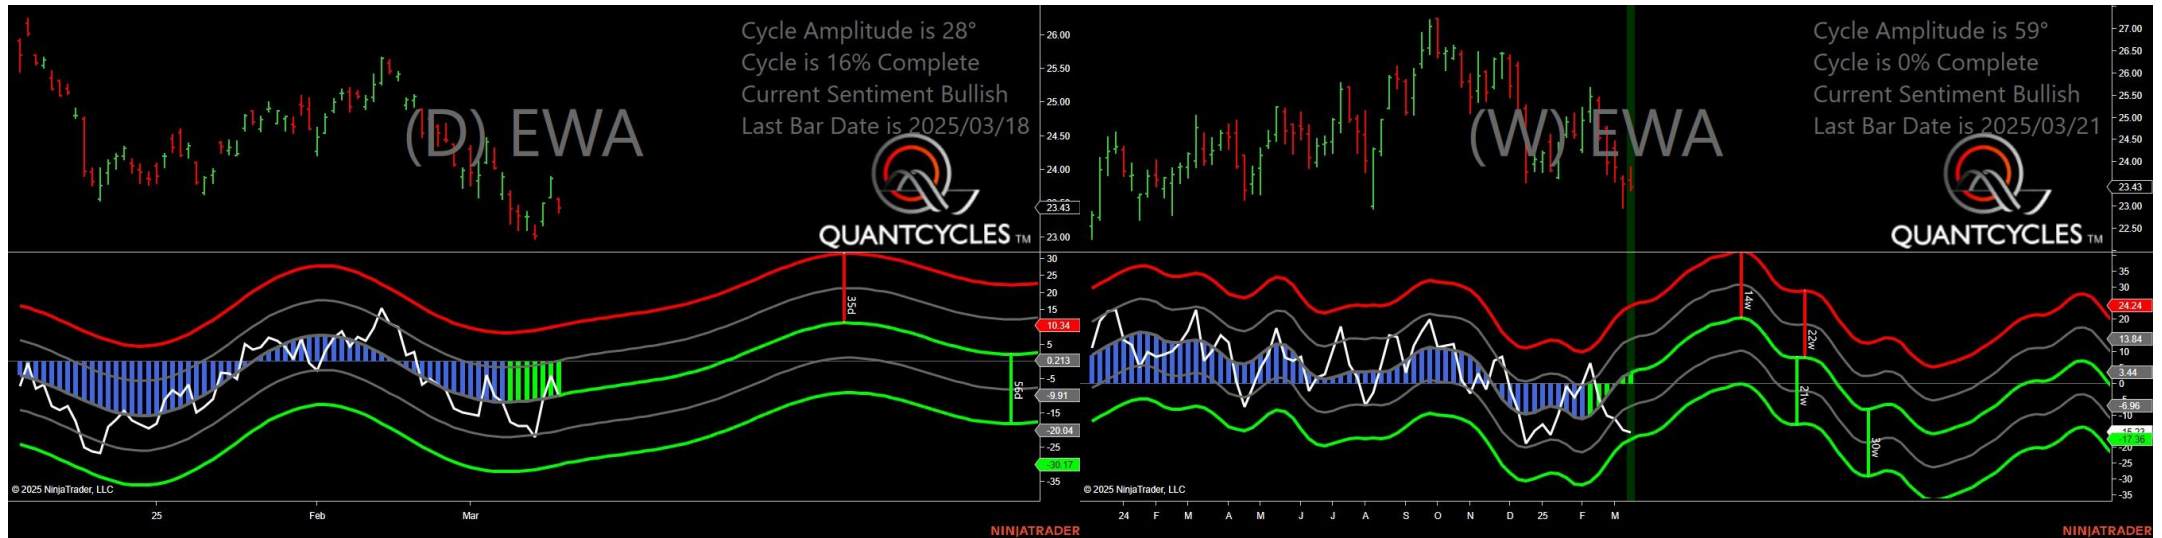 Cycle Amplitude is 28°
Cycle is 16% Complete
Current Sentiment Bullish
Last Bar Date is 2025/03/18
(D) EWA
QUANTCYCLES TM
26.00
25.50
25.00
24.50
24.00
23.43
23.00
30
25
20
15
10.34
5
0.213
-5
-9.91
-15
-20.04
-25
-30.17
-35
35d
56d
© 2025 NinjaTrader, LLC
25 Feb Mar
NINJATRADER
Cycle Amplitude is 59°
Cycle is 0% Complete
Current Sentiment Bullish
Last Bar Date is 2025/03/21
(W) EWA
QUANTCYCLES TM
27.00
26.50
26.00
25.50
25.00
24.50
24.00
23.43
23.00
22.50
35
30
24.24
20
13.84
10
3.44
0
-6.96
-10
-17.36
-20
-25
-30
-35
14w
22w
21w
30w
© 2025 NinjaTrader, LLC
24 F M A M J J A S O N D 25 F M
NINJATRADER